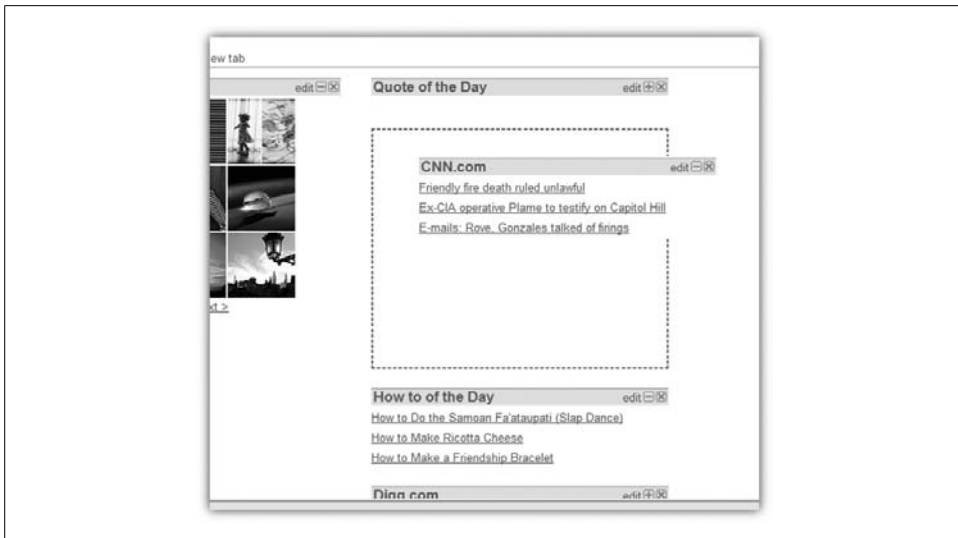 ew tab
edit
Quote of the Day edit
CNN.com edit
Friendly fire death ruled unlawful
Ex-CIA operative Plame to testify on Capitol Hill
E-mails: Rove, Gonzales talked of firings
xt >
How to of the Day edit
How to Do the Samoan Fa'ataupati (Slap Dance)
How to Make Ricotta Cheese
How to Make a Friendship Bracelet
Digg.com edit